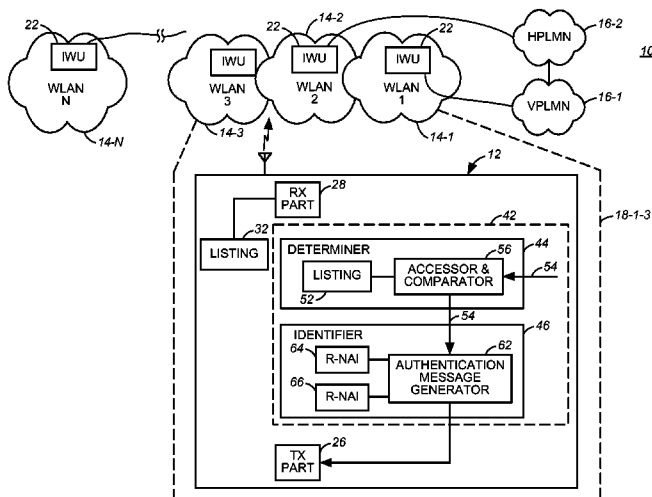 22
IWU
WLAN
N
14-N
22
IWU
WLAN
3
14-3
14-2
22
IWU
WLAN
2
22
IWU
WLAN
1
14-1
HPLMN
16-2
VPLMN
16-1
10
12
RX
PART
28
LISTING
32
42
18-1-3
DETERMINER
44
LISTING
52
ACCESSOR &
COMPARATOR
56
54
54
IDENTIFIER
46
64
R-NAI
66
R-NAI
AUTHENTICATION
MESSAGE
GENERATOR
62
TX
PART
26